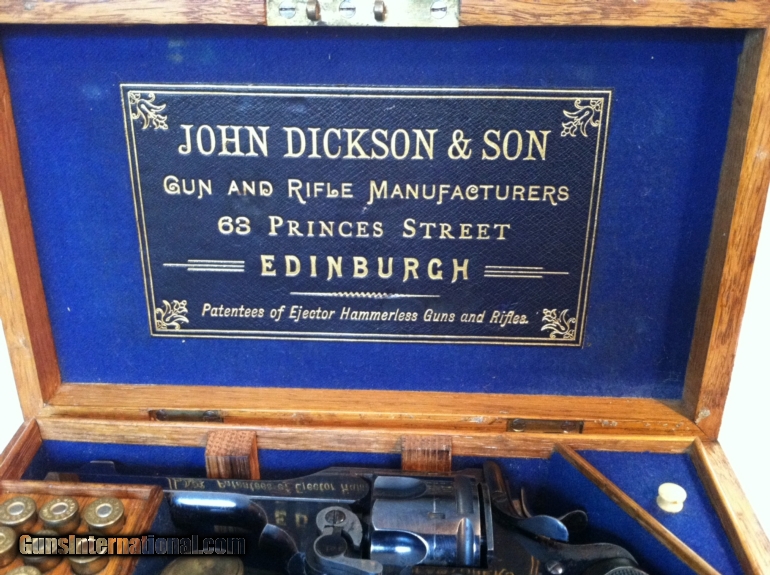 JOHN DICKSON & SON
GUN AND RIFLE MANUFACTURERS
63 PRINCES STREET
EDINBURGH
Patentees of Ejector Hammerless Guns and Rifles.
GunsInternational.com